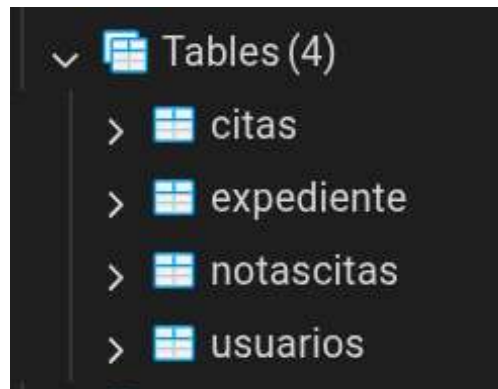 Tables (4)
citas
expediente
notascitas
usuarios